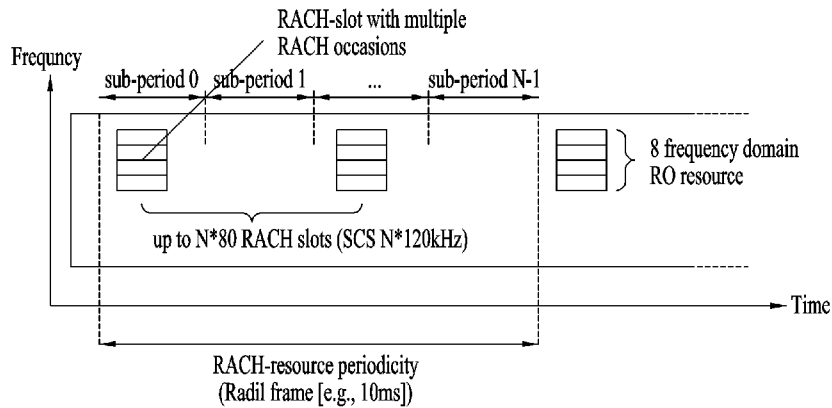 RACH-slot with multiple
RACH occasions
Frequncy
sub-period 0
sub-period 1
...
sub-period N-1
8 frequency domain
RO resource
up to N*80 RACH slots (SCS N*120kHz)
Time
RACH-resource periodicity
(Radil frame [e.g., 10ms])